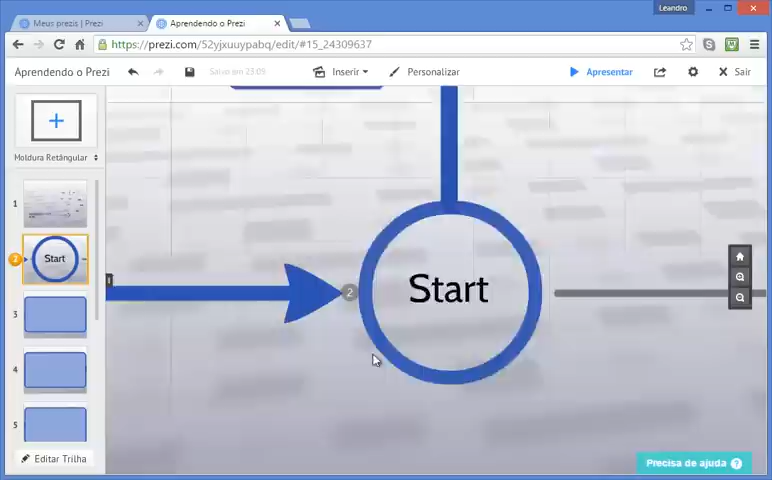 Leandro
Meus prezis | Prezi
Aprendendo o Prezi
https://prezi.com/52yjxuuypabq/edit/#15_24309637
Aprendendo o Prezi
Salvo em 23:09
Inserir
Personalizar
Apresentar
Sair
Moldura Retângular
1
2
Start
3
4
5
Editar Trilha
2
Start
Precisa de ajuda ?